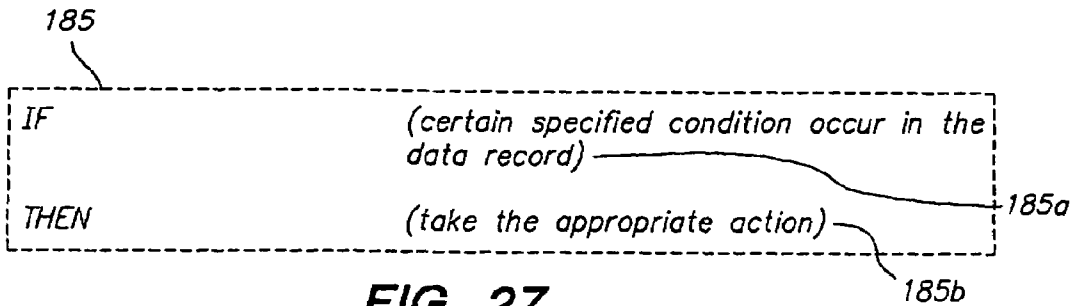 185
IF (certain specified condition occur in the
data record)
185a
THEN (take the appropriate action)
185b
FIG. 27